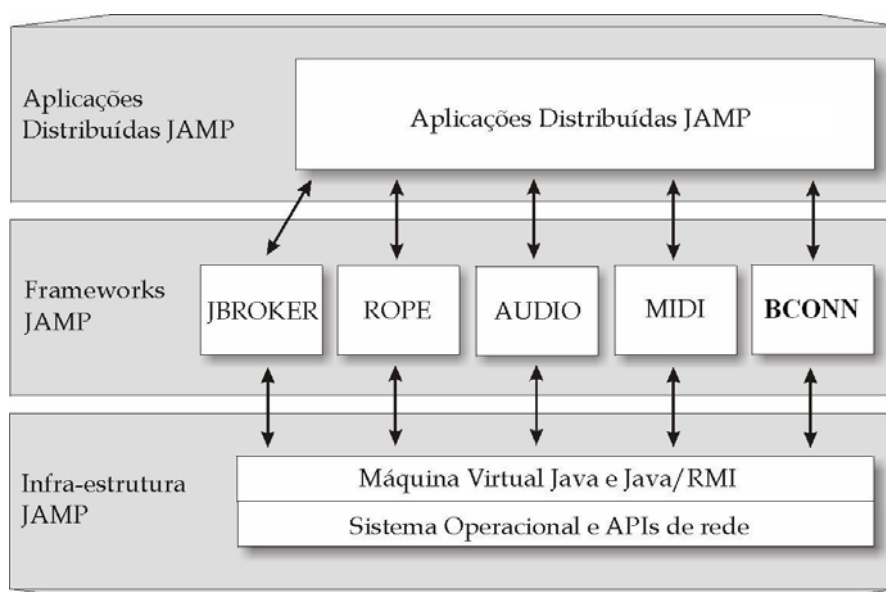 Aplicações
Distribuídas JAMP
Aplicações Distribuídas JAMP
Frameworks
JAMP
JBROKER
ROPE
AUDIO
MIDI
BCONN
Infra-estrutura
JAMP
Máquina Virtual Java e Java/RMI
Sistema Operacional e APIs de rede